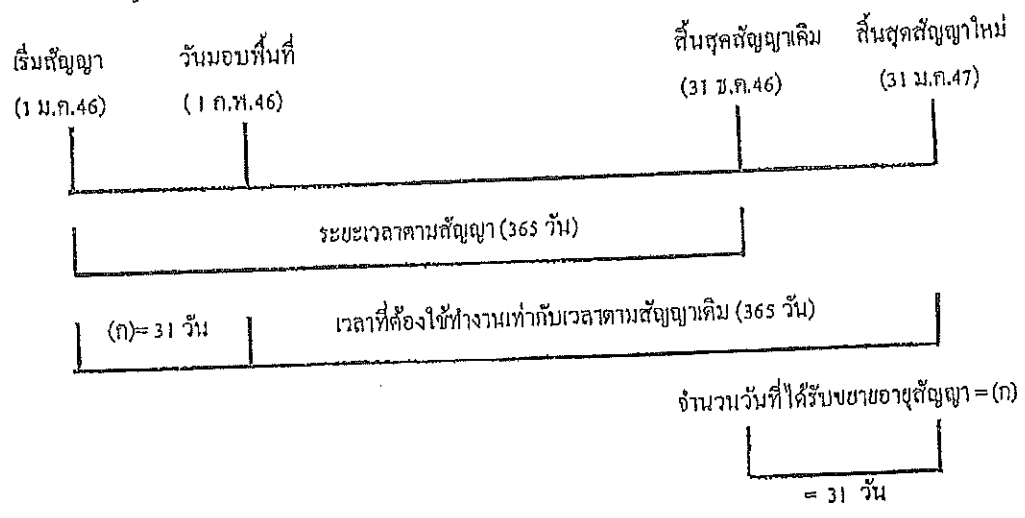 เริ่มสัญญา วันมอบพื้นที่ สิ้นสุดสัญญาเดิม สิ้นสุดสัญญาใหม่
(1 ม.ค.46) (1 ก.พ.46) (31 ธ.ค.46) (31 ม.ค.47)
ระยะเวลาตามสัญญา (365 วัน)
(ก)= 31 วัน เวลาที่ต้องใช้ทำงานเท่ากับเวลาตามสัญญาเดิม (365 วัน)
จำนวนวันที่ได้รับขยายอายุสัญญา = (ก)
= 31 วัน